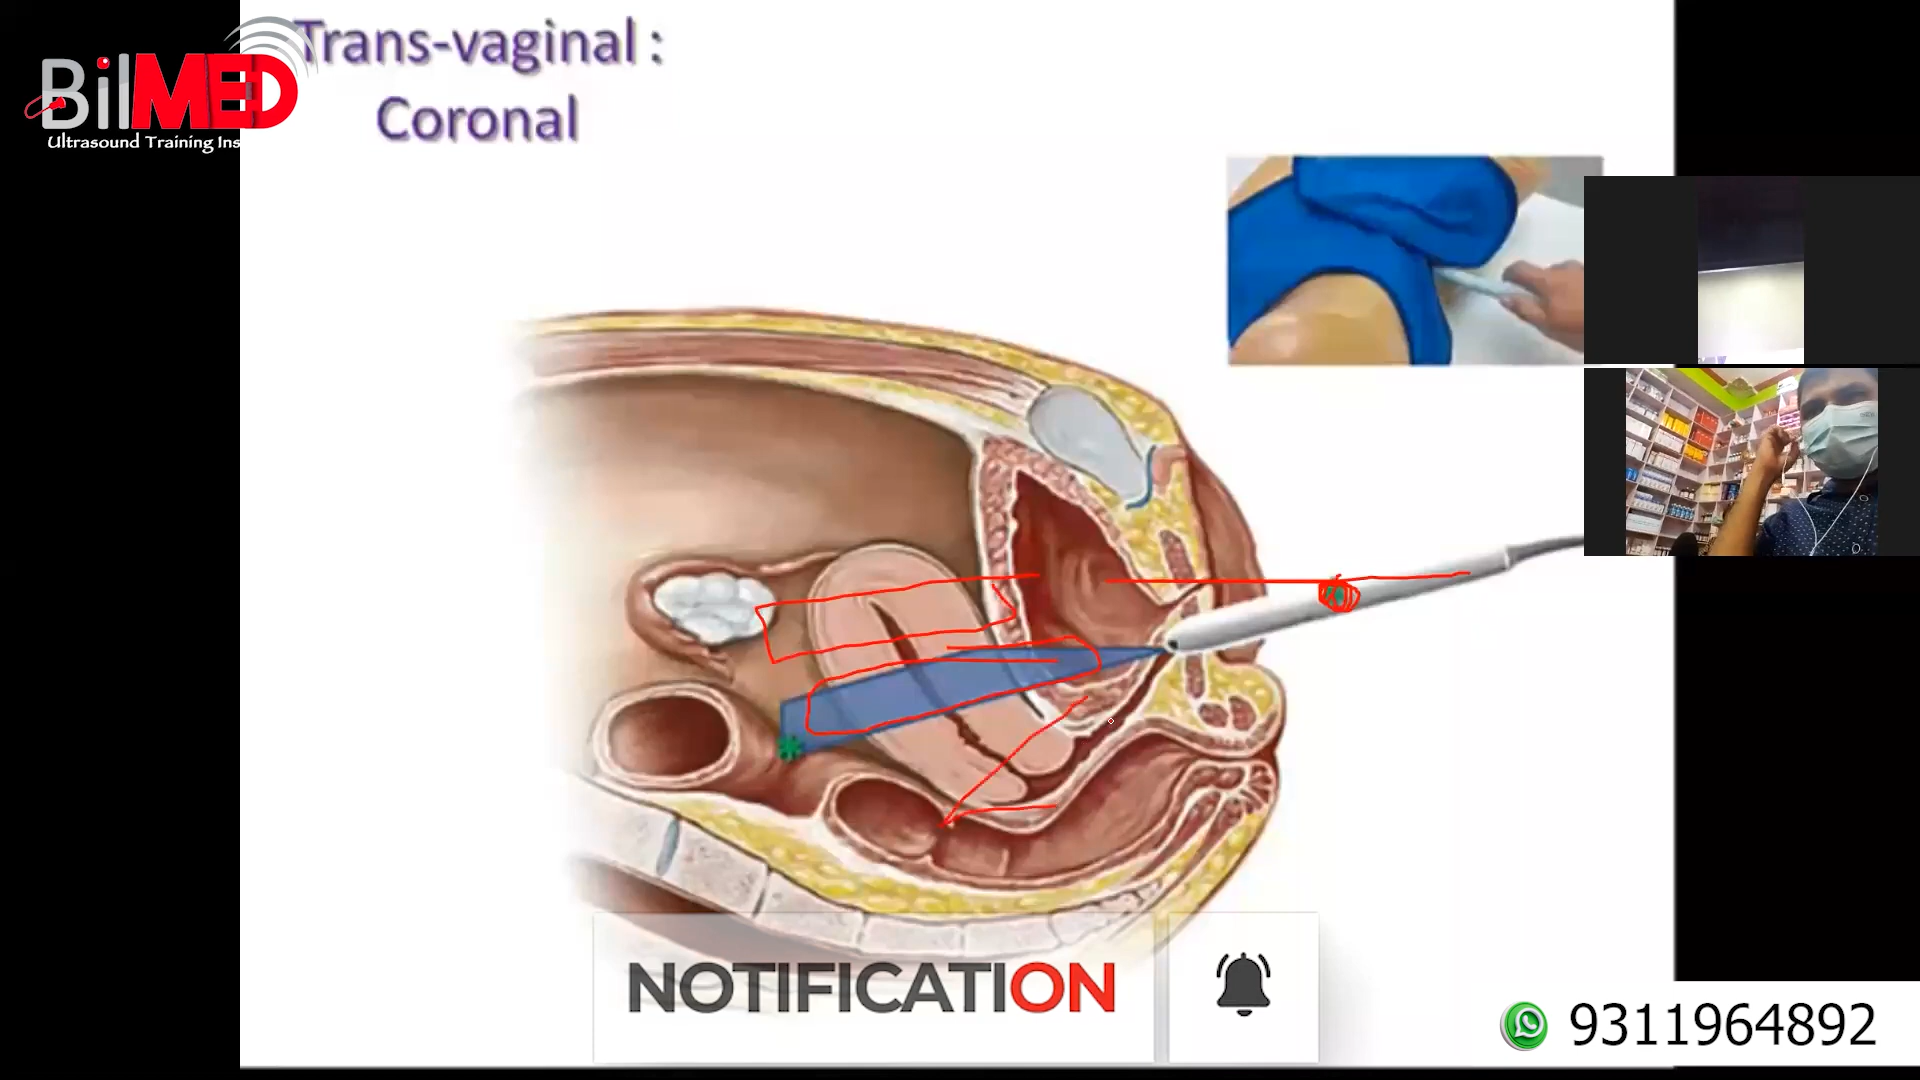 Trans-vaginal :
Coronal
BilMED
Ultrasound Training Ins
NOTIFICATION
9311964892